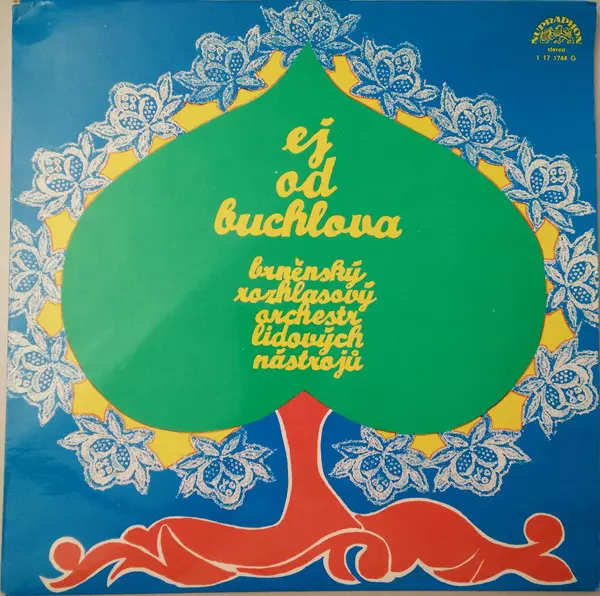 SUPRAPHON
stereo
1 17 1744 G
ej
od
buchlova
brněnský
rozhlasový
orchestr
lidových
nástrojů